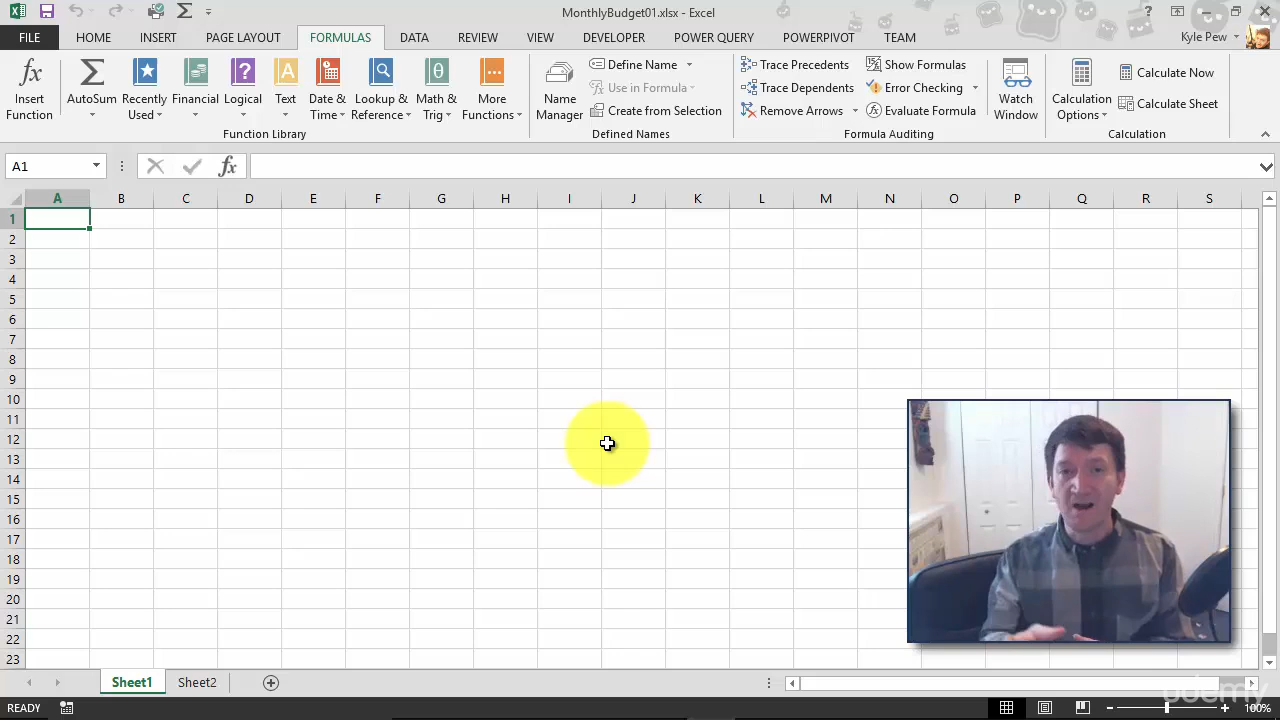 MonthlyBudget01.xlsx - Excel
FILE HOME INSERT PAGE LAYOUT FORMULAS DATA REVIEW VIEW DEVELOPER POWER QUERY POWERPIVOT TEAM Kyle Pew
Insert Function
AutoSum
Recently Used
Financial
Logical
Text
Date & Time
Lookup & Reference
Math & Trig
More Functions
Function Library
Name Manager
Define Name
Use in Formula
Create from Selection
Defined Names
Trace Precedents
Trace Dependents
Remove Arrows
Show Formulas
Error Checking
Evaluate Formula
Formula Auditing
Watch Window
Calculation Options
Calculate Now
Calculate Sheet
Calculation
A1
fx
A B C D E F G H I J K L M N O P Q R S
1
2
3
4
5
6
7
8
9
10
11
12
13
14
15
16
17
18
19
20
21
22
23
Sheet1 Sheet2
READY
100%
udemy